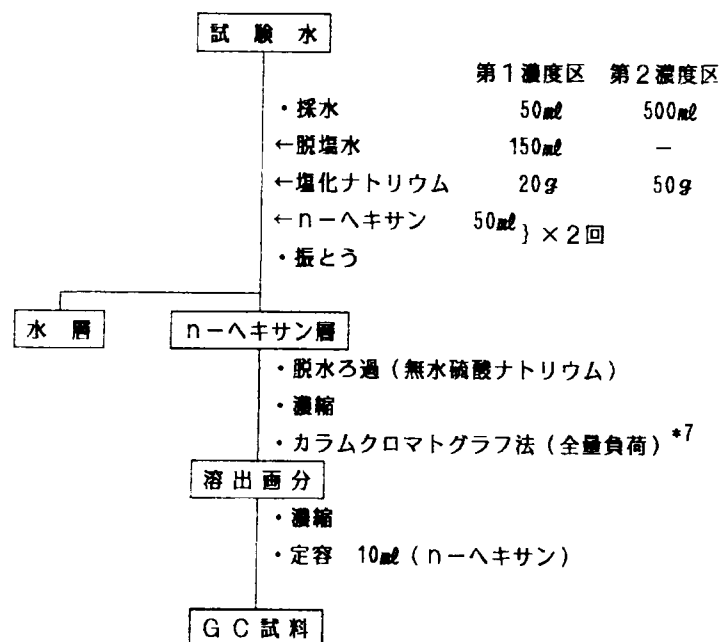 試験水
第1濃度区 第2濃度区
・採水 50㎖ 500㎖
←脱塩水 150㎖ －
←塩化ナトリウム 20g 50g
←n－ヘキサン 50㎖ } × 2回
・振とう
水層 n－ヘキサン層
・脱水ろ過（無水硫酸ナトリウム）
・濃縮
・カラムクロマトグラフ法（全量負荷）*7
溶出画分
・濃縮
・定容 10㎖（n－ヘキサン）
GC試料